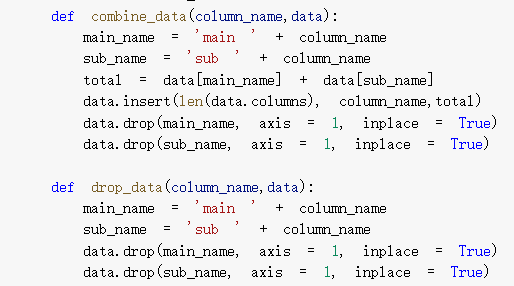 def combine_data(column_name,data):
    main_name = 'main ' + column_name
    sub_name = 'sub ' + column_name
    total = data[main_name] + data[sub_name]
    data.insert(len(data.columns), column_name,total)
    data.drop(main_name, axis = 1, inplace = True)
    data.drop(sub_name, axis = 1, inplace = True)

def drop_data(column_name,data):
    main_name = 'main ' + column_name
    sub_name = 'sub ' + column_name
    data.drop(main_name, axis = 1, inplace = True)
    data.drop(sub_name, axis = 1, inplace = True)